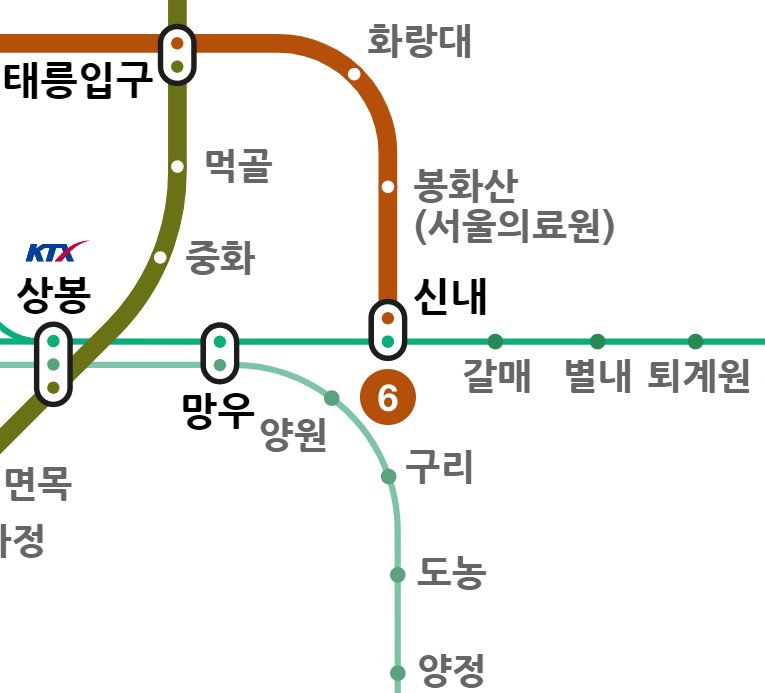 화랑대
태릉입구
먹골
봉화산
(서울의료원)
중화
KTX
상봉
신내
갈매
별내
퇴계원
6
망우
양원
구리
면목
도농
양정